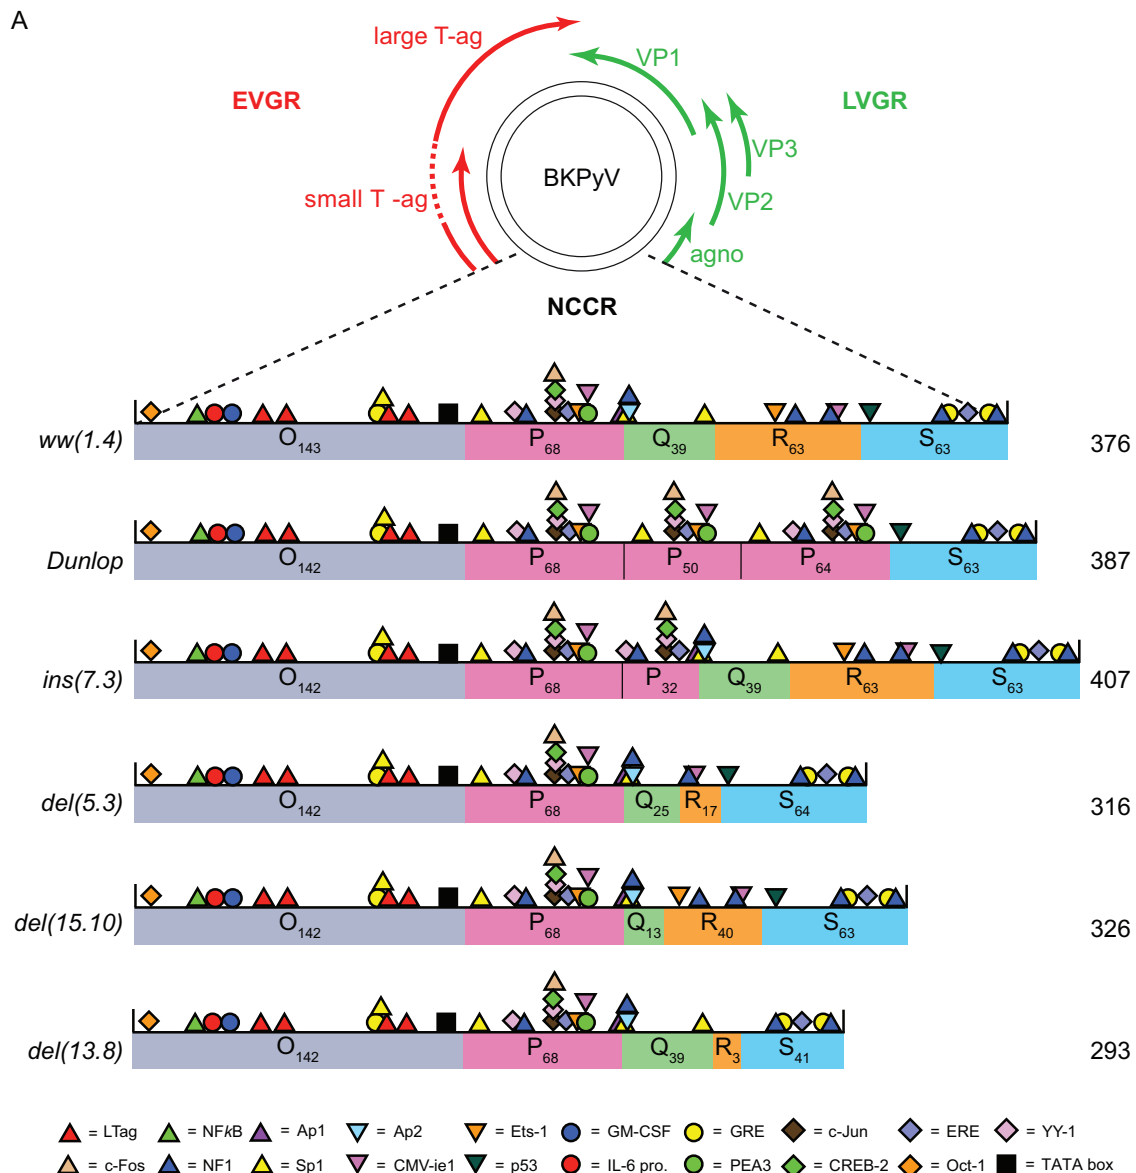 A
large T-ag
VP1
EVGR
LVGR
VP3
BKPyV
small T -ag
VP2
agno
NCCR
ww(1.4) O143 P68 Q39 R63 S63 376
Dunlop O142 P68 P50 P64 S63 387
ins(7.3) O142 P68 P32 Q39 R63 S63 407
del(5.3) O142 P68 Q25 R17 S64 316
del(15.10) O142 P68 Q13 R40 S63 326
del(13.8) O142 P68 Q39 R3 S41 293
= LTag = NFkB = Ap1 = Ap2 = Ets-1 = GM-CSF = GRE = c-Jun = ERE = YY-1
= c-Fos = NF1 = Sp1 = CMV-ie1 = p53 = IL-6 pro. = PEA3 = CREB-2 = Oct-1 = TATA box